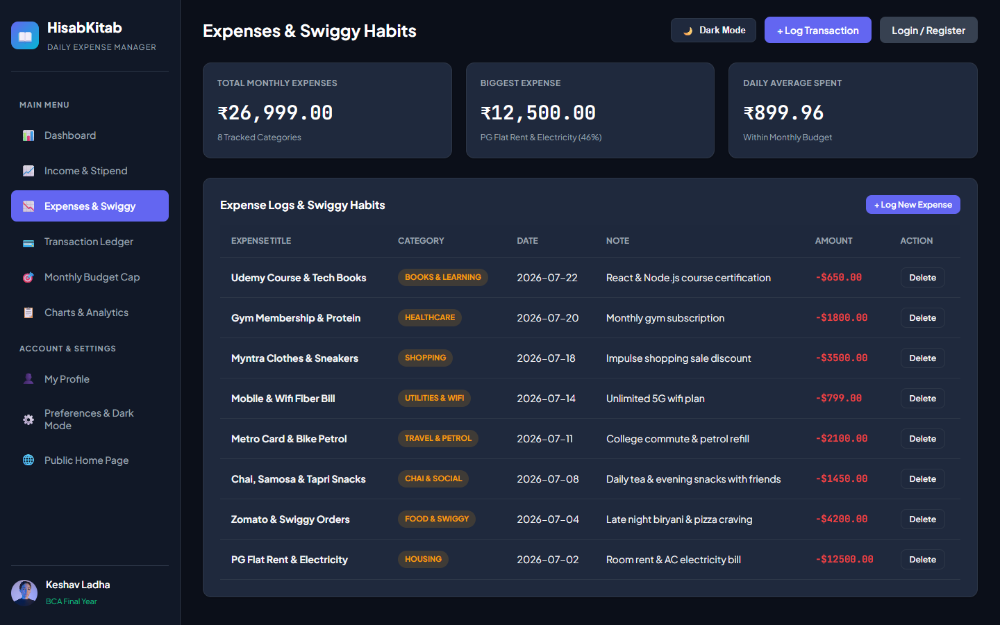 HisabKitab
DAILY EXPENSE MANAGER
MAIN MENU
Dashboard
Income & Stipend
Expenses & Swiggy
Transaction Ledger
Monthly Budget Cap
Charts & Analytics
ACCOUNT & SETTINGS
My Profile
Preferences & Dark
Mode
Public Home Page
Keshav Ladha
BCA Final Year
Expenses & Swiggy Habits
Dark Mode
+ Log Transaction
Login / Register
TOTAL MONTHLY EXPENSES
₹26,999.00
8 Tracked Categories
BIGGEST EXPENSE
₹12,500.00
PG Flat Rent & Electricity (46%)
DAILY AVERAGE SPENT
₹899.96
Within Monthly Budget
Expense Logs & Swiggy Habits
+ Log New Expense
EXPENSE TITLE CATEGORY DATE NOTE AMOUNT ACTION
Udemy Course & Tech Books BOOKS & LEARNING 2026-07-22 React & Node.js course certification -$650.00 Delete
Gym Membership & Protein HEALTHCARE 2026-07-20 Monthly gym subscription -$1800.00 Delete
Myntra Clothes & Sneakers SHOPPING 2026-07-18 Impulse shopping sale discount -$3500.00 Delete
Mobile & Wifi Fiber Bill UTILITIES & WIFI 2026-07-14 Unlimited 5G wifi plan -$799.00 Delete
Metro Card & Bike Petrol TRAVEL & PETROL 2026-07-11 College commute & petrol refill -$2100.00 Delete
Chai, Samosa & Tapri Snacks CHAI & SOCIAL 2026-07-08 Daily tea & evening snacks with friends -$1450.00 Delete
Zomato & Swiggy Orders FOOD & SWIGGY 2026-07-04 Late night biryani & pizza craving -$4200.00 Delete
PG Flat Rent & Electricity HOUSING 2026-07-02 Room rent & AC electricity bill -$12500.00 Delete